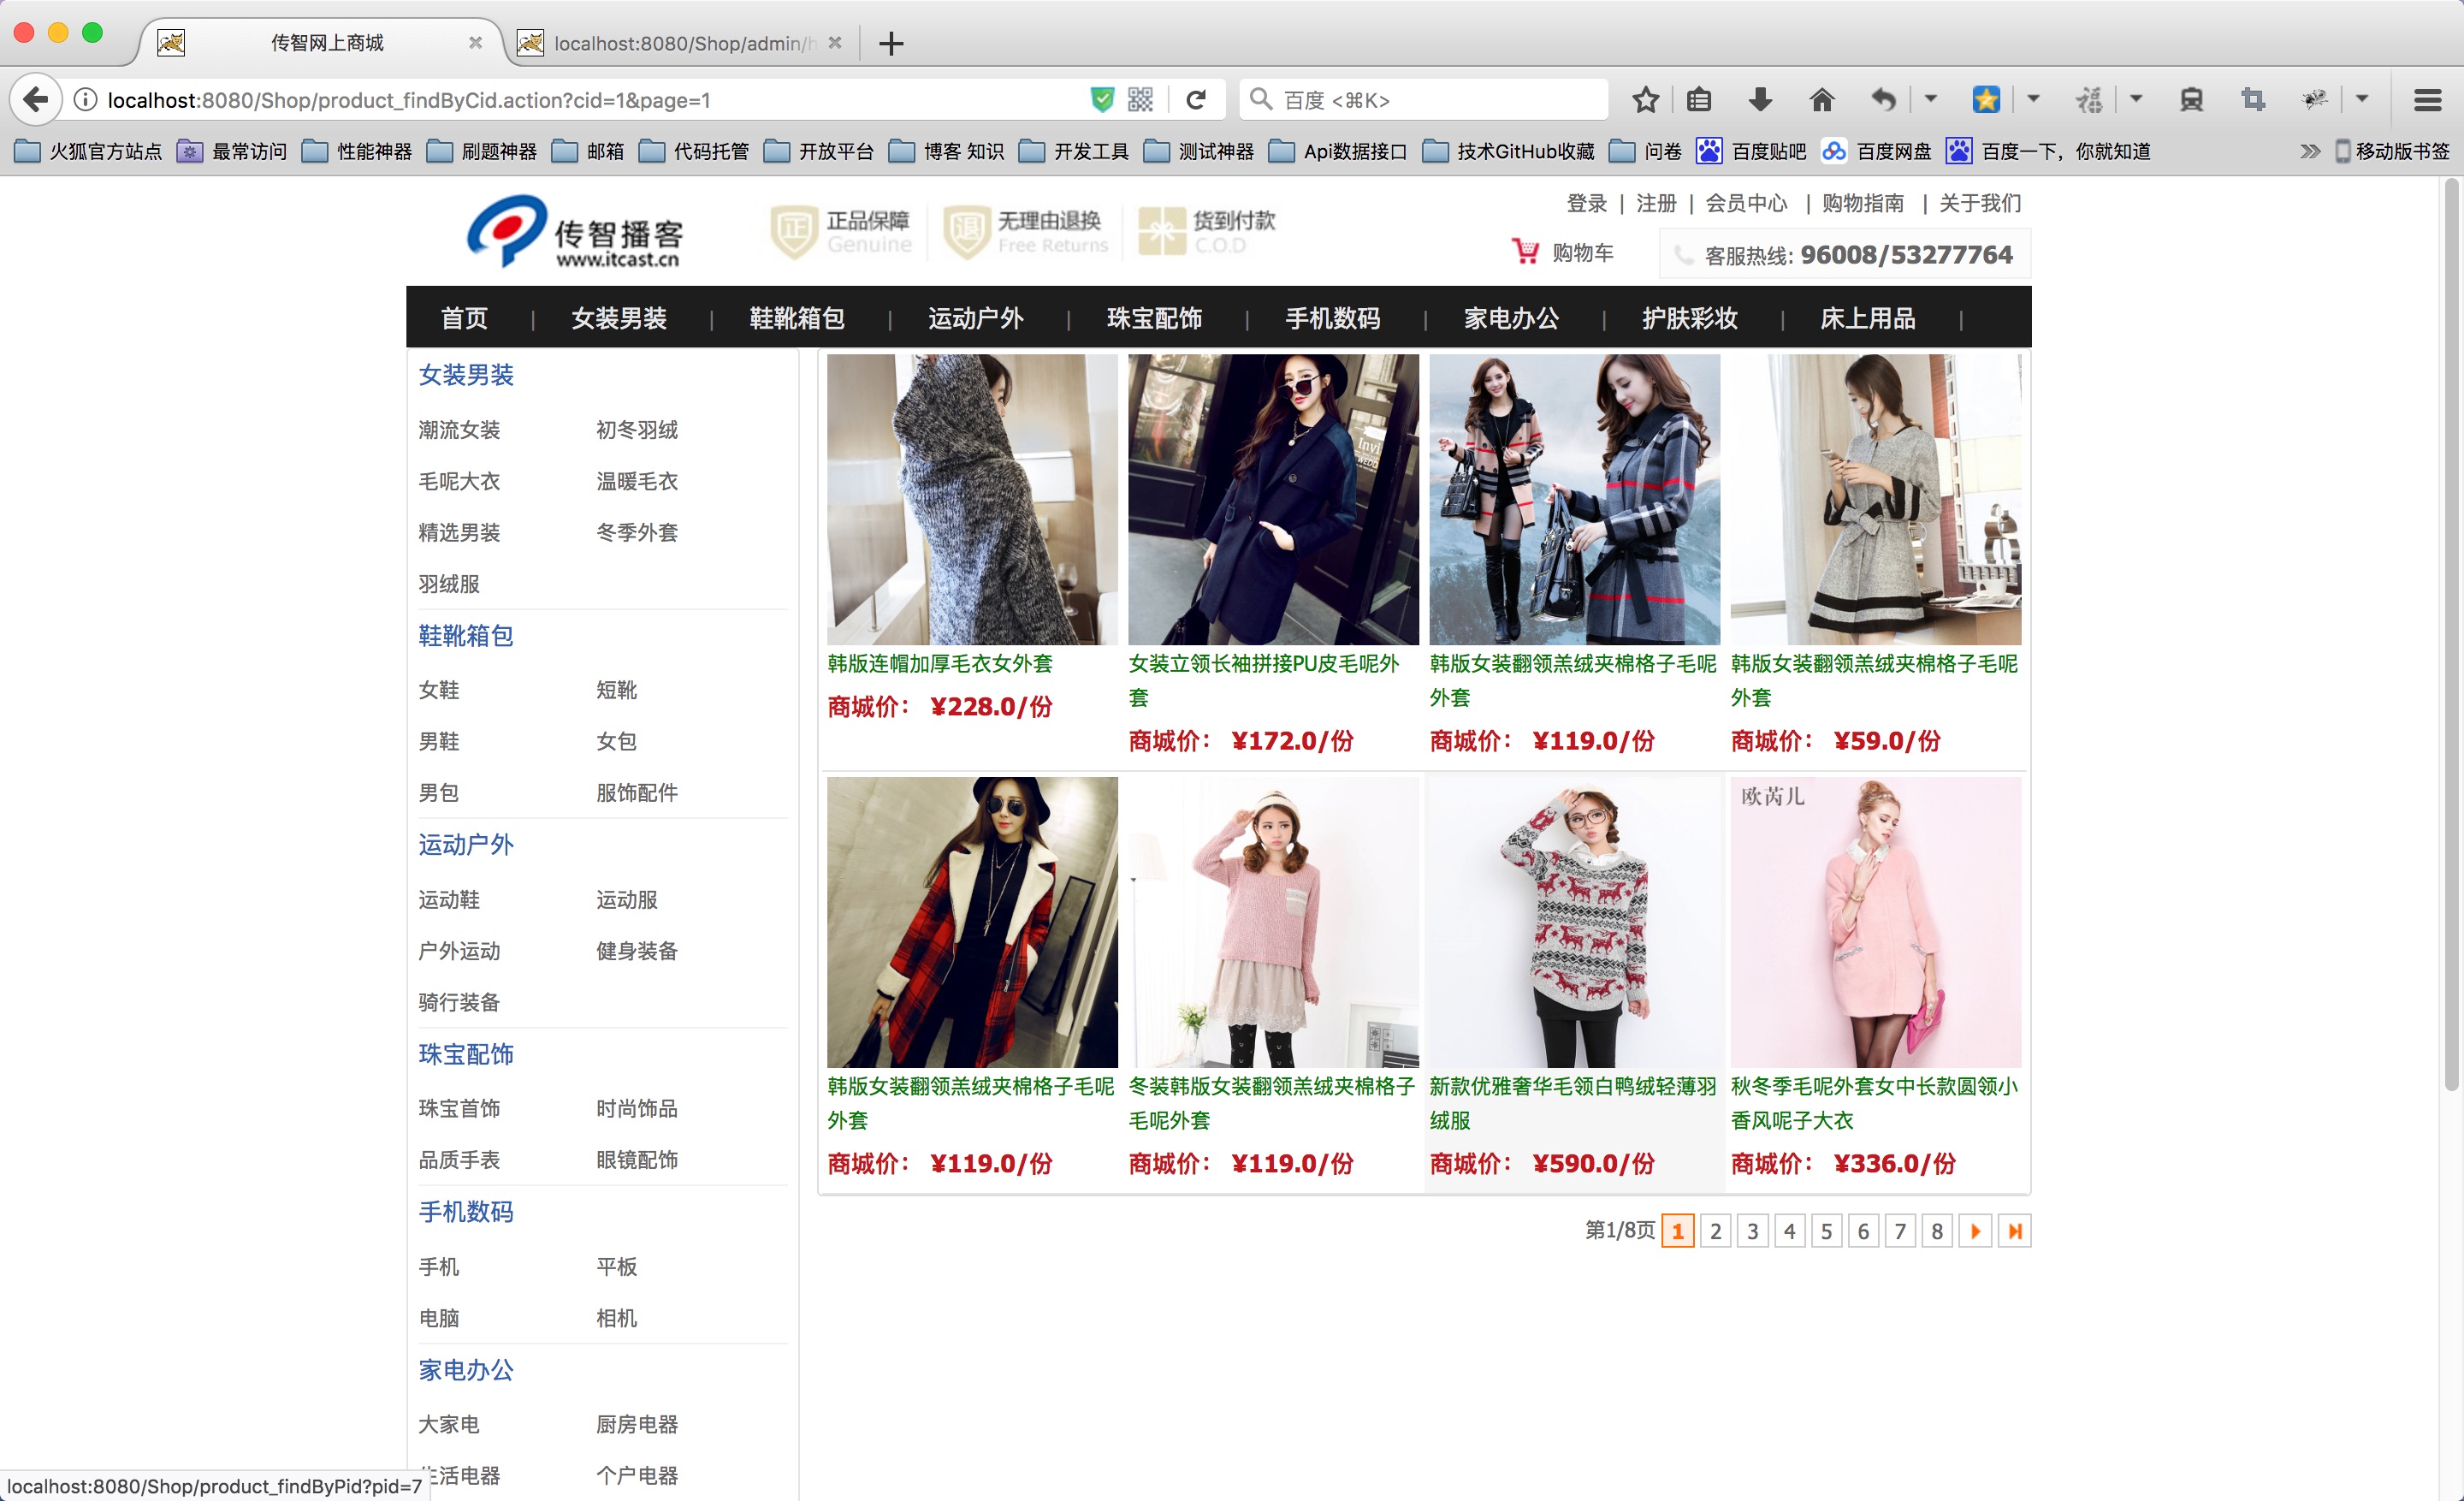 传智网上商城
localhost:8080/Shop/admin/h
localhost:8080/Shop/product_findByCid.action?cid=1&page=1
百度 <⌘K>
火狐官方站点 最常访问 性能神器 刷题神器 邮箱 代码托管 开放平台 博客 知识 开发工具 测试神器 Api数据接口 技术GitHub收藏 问卷 百度贴吧 百度网盘 百度一下，你就知道 移动版书签
传智播客
www.itcast.cn
正 正品保障
Genuine
退 无理由退换
Free Returns
货到付款
C.O.D
登录 | 注册 | 会员中心 | 购物指南 | 关于我们
购物车
客服热线: 96008/53277764
首页 | 女装男装 | 鞋靴箱包 | 运动户外 | 珠宝配饰 | 手机数码 | 家电办公 | 护肤彩妆 | 床上用品 |
女装男装
潮流女装 初冬羽绒
毛呢大衣 温暖毛衣
精选男装 冬季外套
羽绒服
鞋靴箱包
女鞋 短靴
男鞋 女包
男包 服饰配件
运动户外
运动鞋 运动服
户外运动 健身装备
骑行装备
珠宝配饰
珠宝首饰 时尚饰品
品质手表 眼镜配饰
手机数码
手机 平板
电脑 相机
家电办公
大家电 厨房电器
生活电器 个户电器
Invi
韩版连帽加厚毛衣女外套
商城价： ¥228.0/份
女装立领长袖拼接PU皮毛呢外
套
商城价： ¥172.0/份
韩版女装翻领羔绒夹棉格子毛呢
外套
商城价： ¥119.0/份
韩版女装翻领羔绒夹棉格子毛呢
外套
商城价： ¥59.0/份
韩版女装翻领羔绒夹棉格子毛呢
外套
商城价： ¥119.0/份
冬装韩版女装翻领羔绒夹棉格子
毛呢外套
商城价： ¥119.0/份
新款优雅奢华毛领白鸭绒轻薄羽
绒服
商城价： ¥590.0/份
欧芮儿
秋冬季毛呢外套女中长款圆领小
香风呢子大衣
商城价： ¥336.0/份
第1/8页 1 2 3 4 5 6 7 8
localhost:8080/Shop/product_findByPid?pid=7